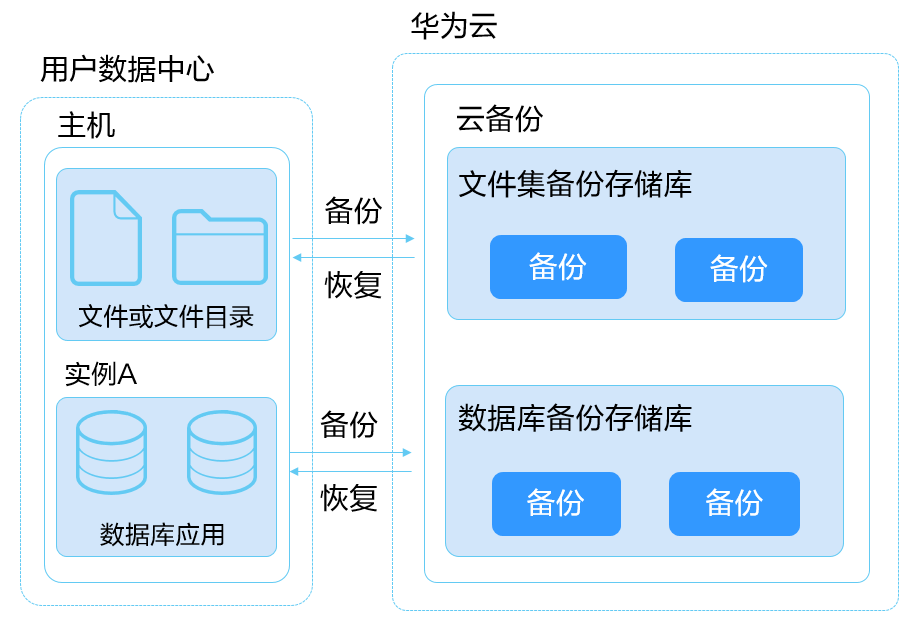 华为云
用户数据中心
主机
文件或文件目录
实例A
数据库应用
备份
恢复
备份
恢复
云备份
文件集备份存储库
备份
备份
数据库备份存储库
备份
备份